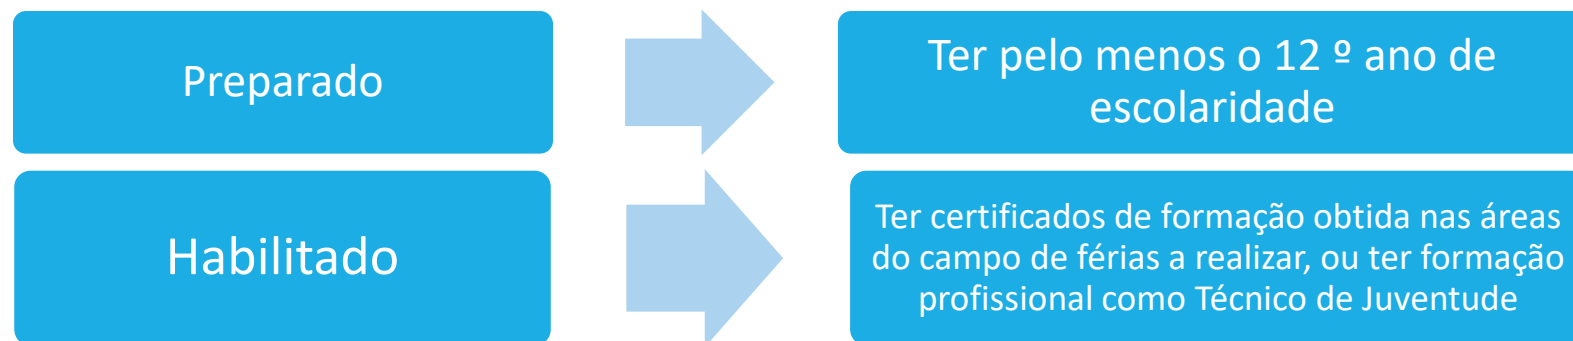 Preparado
Ter pelo menos o 12 º ano de
escolaridade
Habilitado
Ter certificados de formação obtida nas áreas
do campo de férias a realizar, ou ter formação
profissional como Técnico de Juventude